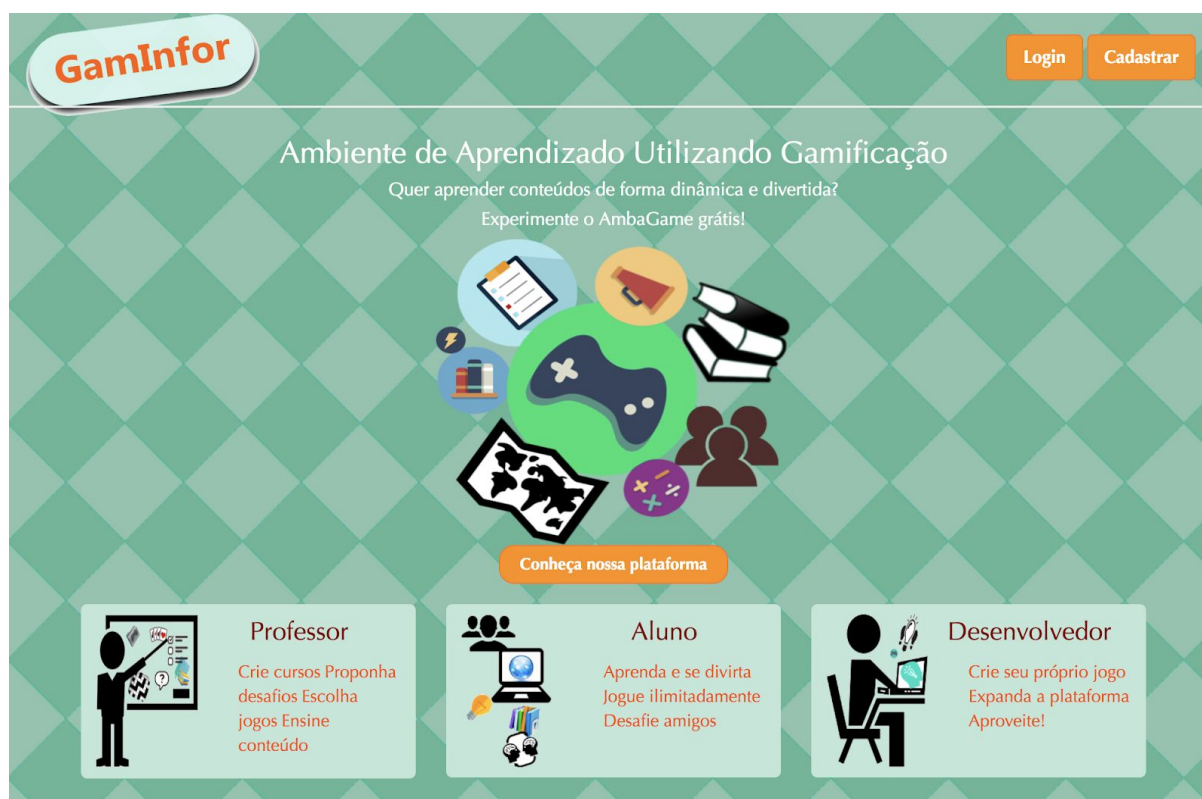 GamInfor
Login
Cadastrar
Ambiente de Aprendizado Utilizando Gamificação
Quer aprender conteúdos de forma dinâmica e divertida?
Experimente o AmbaGame grátis!
Conheça nossa plataforma
Professor
Crie cursos Proponha
desafios Escolha
jogos Ensine
conteúdo
Aluno
Aprenda e se divirta
Jogue ilimitadamente
Desafie amigos
Desenvolvedor
Crie seu próprio jogo
Expanda a plataforma
Aproveite!